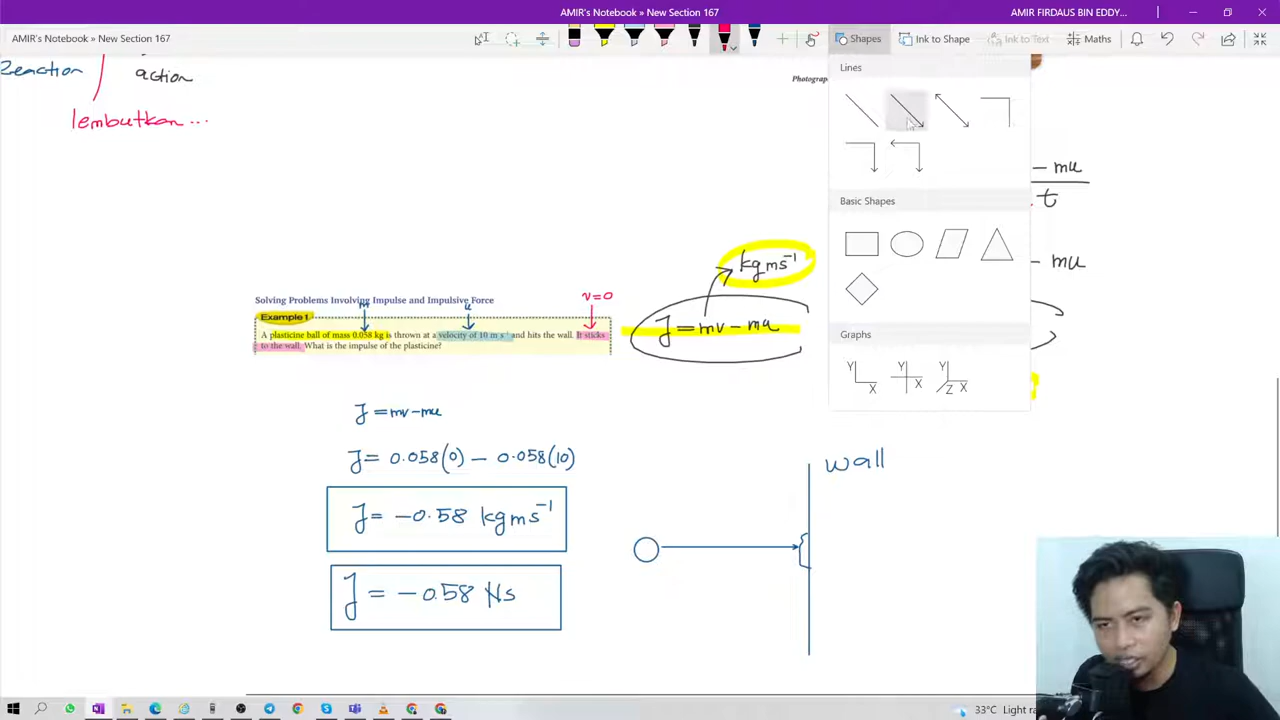 AMIR's Notebook » New Section 167
AMIR FIRDAUS BIN EDDY...
AMIR's Notebook » New Section 167
Shapes
Ink to Shape
Ink to Text
Maths
Reaction
action
lembutkan ...
Photograp
Lines
Basic Shapes
Graphs
Y X
Y X
Y Z X
- mu
t
- mu
kgms⁻¹
J = mv - mu
Solving Problems Involving Impulse and Impulsive Force
m
u
v=0
Example 1
A plasticine ball of mass 0.058 kg is thrown at a velocity of 10 m s⁻¹ and hits the wall. It sticks
to the wall. What is the impulse of the plasticine?
J = mv - mu
J = 0.058(0) - 0.058(10)
J = -0.58 kgms⁻¹
J = -0.58 Ns
wall
33°C Light ra